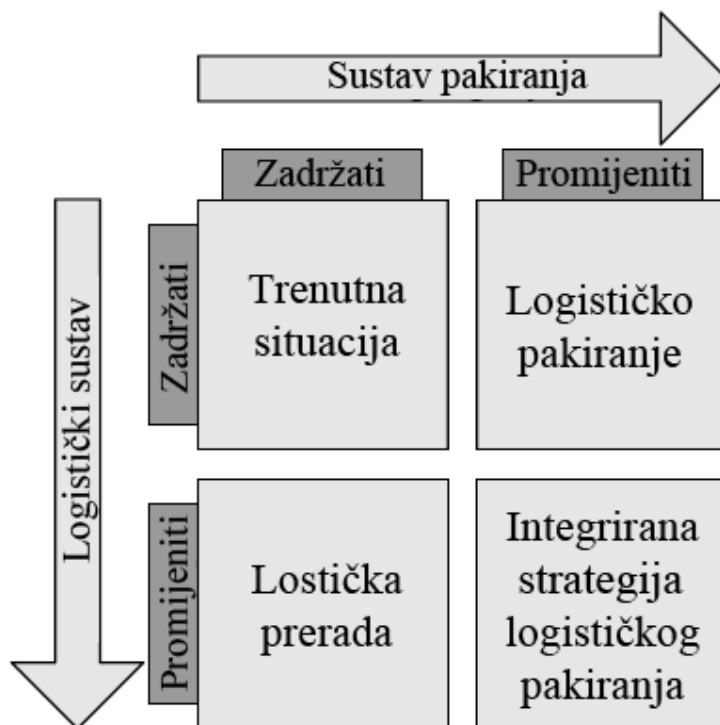 Sustav pakiranja
Zadržati
Promijeniti
Logistički sustav
Zadržati
Trenutna
situacija
Logističko
pakiranje
Promijeniti
Lostička
prerada
Integrirana
strategija
logističkog
pakiranja